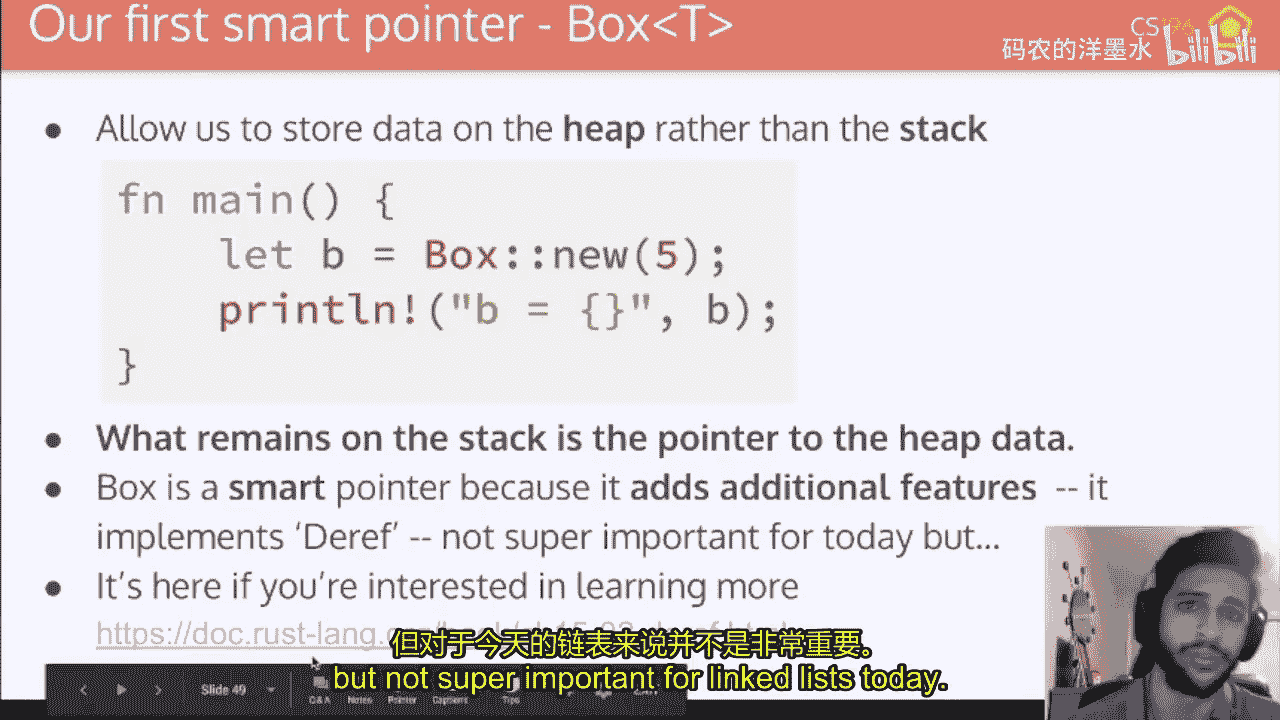 Our first smart pointer - Box<T>
CS
码农的洋墨水 bilibili
● Allow us to store data on the heap rather than the stack
fn main() {
let b = Box::new(5);
println!("b = {}", b);
}
● What remains on the stack is the pointer to the heap data.
● Box is a smart pointer because it adds additional features -- it
implements ‘Deref’ -- not super important for today but...
● It’s here if you’re interested in learning more
https://doc.rust-lang.
但对于今天的链表来说并不是非常重要。
but not super important for linked lists today.
Slide 49
Q&A Notes Pointer Captions Tips